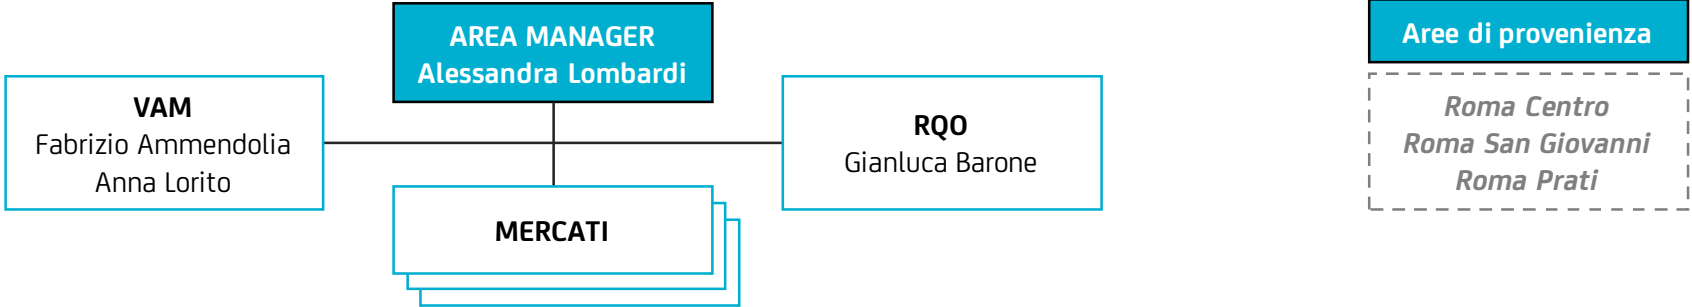 AREA MANAGER
Alessandra Lombardi
VAM
Fabrizio Ammendolia
Anna Lorito
RQO
Gianluca Barone
MERCATI
Aree di provenienza
Roma Centro
Roma San Giovanni
Roma Prati